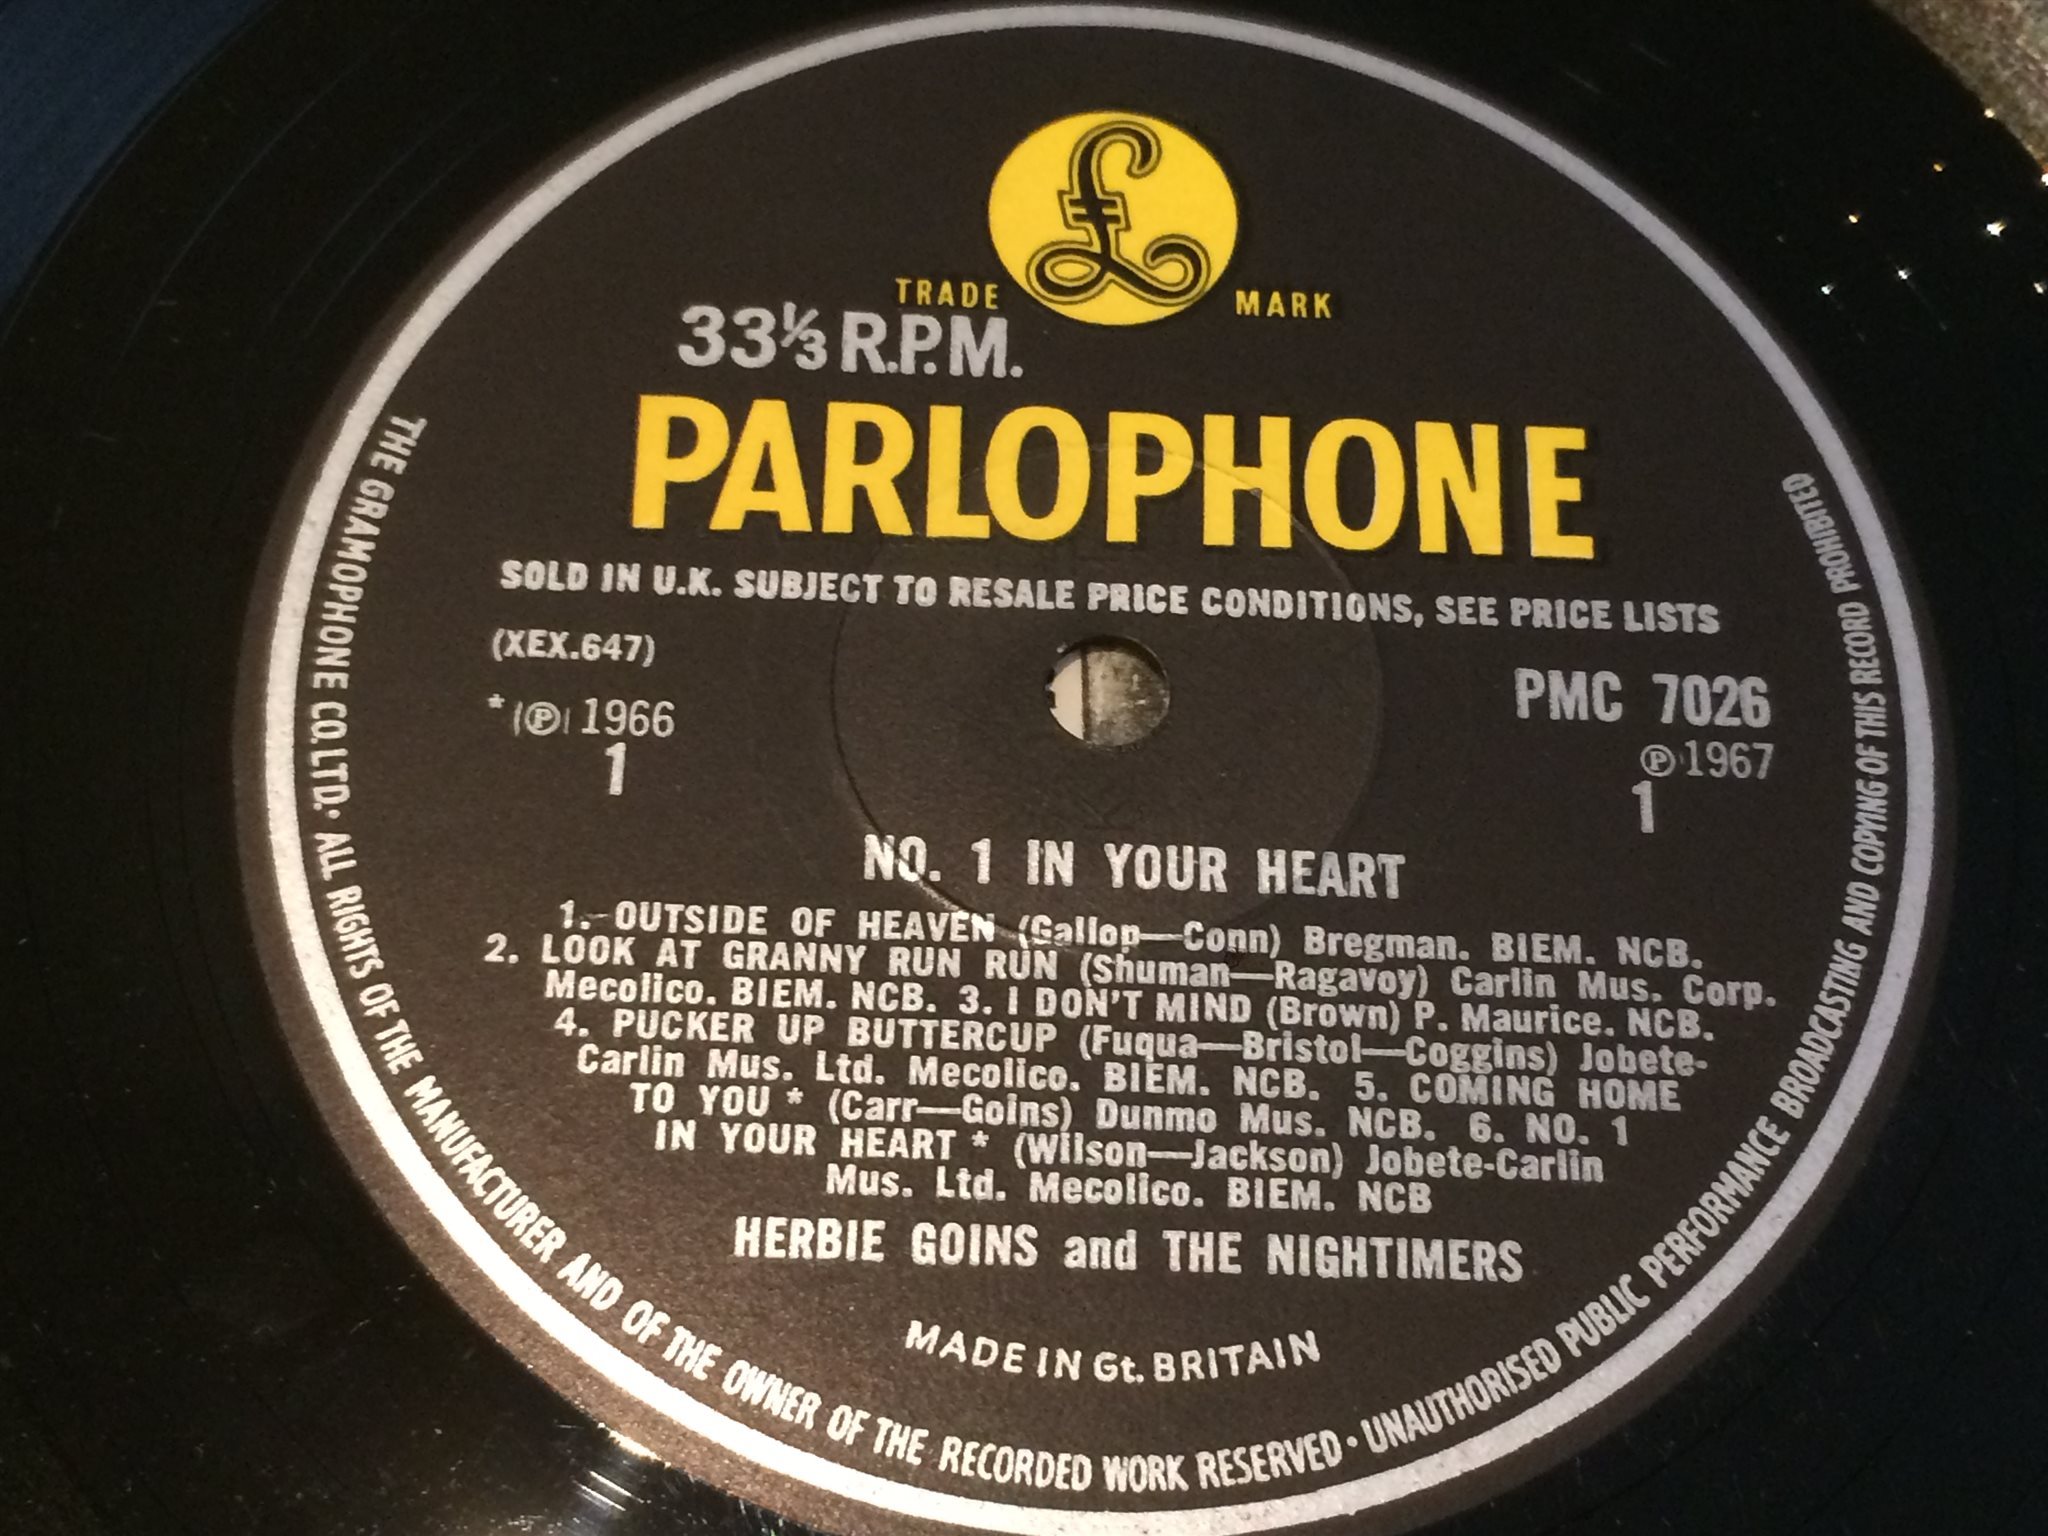 £
TRADE MARK
33⅓ R.P.M.
PARLOPHONE
SOLD IN U.K. SUBJECT TO RESALE PRICE CONDITIONS, SEE PRICE LISTS
(XEX.647)
PMC 7026
* (℗) 1966
℗ 1967
1
1
NO. 1 IN YOUR HEART
1. OUTSIDE OF HEAVEN (Gallop—Conn) Bregman. BIEM. NCB.
2. LOOK AT GRANNY RUN RUN (Shuman—Ragavoy) Carlin Mus. Corp.
Mecolico. BIEM. NCB. 3. I DON'T MIND (Brown) P. Maurice. NCB.
4. PUCKER UP BUTTERCUP (Fuqua—Bristol—Coggins) Jobete-
Carlin Mus. Ltd. Mecolico. BIEM. NCB. 5. COMING HOME
TO YOU * (Carr—Goins) Dunmo Mus. NCB. 6. NO. 1
IN YOUR HEART * (Wilson—Jackson) Jobete-Carlin
Mus. Ltd. Mecolico. BIEM. NCB
HERBIE GOINS and THE NIGHTIMERS
MADE IN Gt. BRITAIN
THE GRAMOPHONE CO. LTD. • ALL RIGHTS OF THE MANUFACTURER AND OF THE OWNER OF THE RECORDED WORK RESERVED • UNAUTHORISED PUBLIC PERFORMANCE BROADCASTING AND COPYING OF THIS RECORD PROHIBITED